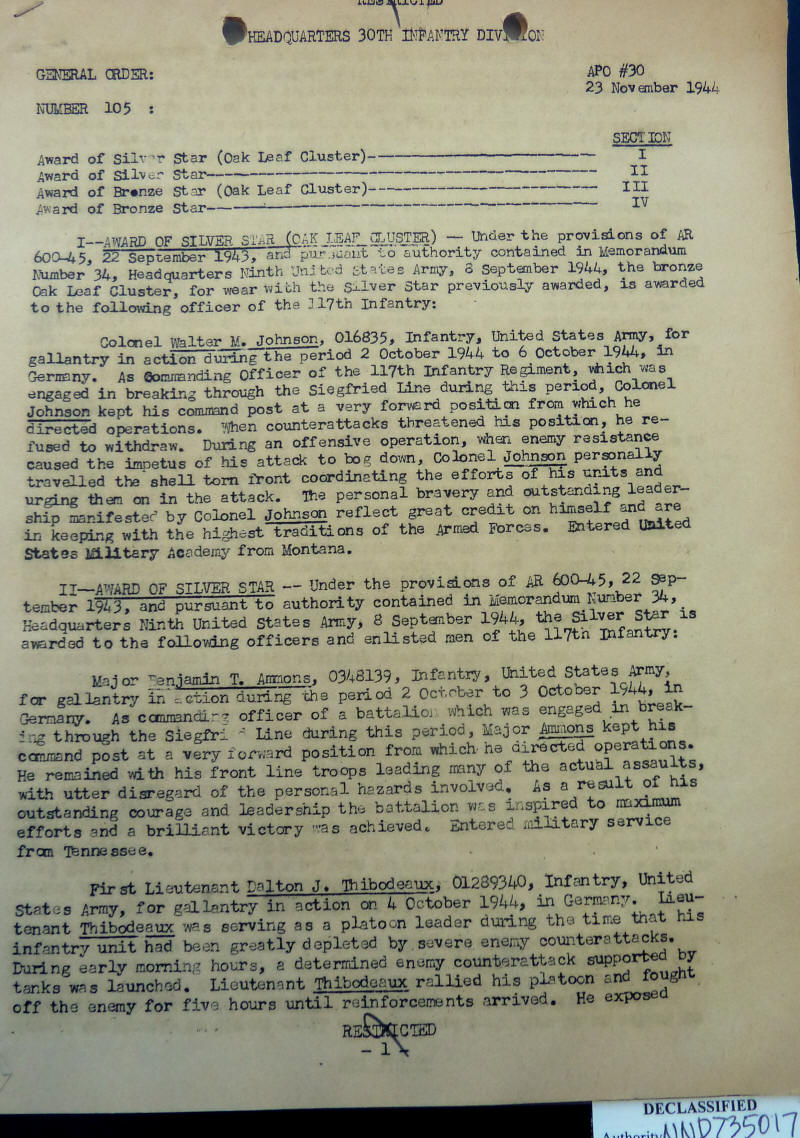 RESTRICTED
HEADQUARTERS 30TH INFANTRY DIVISION
GENERAL ORDER:
APO #30
23 November 1944
NUMBER 105 :
SECTION
Award of Silver Star (Oak Leaf Cluster)-------------------- I
Award of Silver Star-------------------- II
Award of Bronze Star (Oak Leaf Cluster)-------------------- III
Award of Bronze Star-------------------- IV
I--AWARD OF SILVER STAR (OAK LEAF CLUSTER) -- Under the provisions of AR
600-45, 22 September 1943, and pursuant to authority contained in Memorandum
Number 34, Headquarters Ninth United States Army, 8 September 1944, the bronze
Oak Leaf Cluster, for wear with the Silver Star previously awarded, is awarded
to the following officer of the 117th Infantry:
Colonel Walter M. Johnson, O16835, Infantry, United States Army, for
gallantry in action during the period 2 October 1944 to 6 October 1944, in
Germany. As Commanding Officer of the 117th Infantry Regiment, which was
engaged in breaking through the Siegfried Line during this period, Colonel
Johnson kept his command post at a very forward position from which he
directed operations. When counterattacks threatened his position, he re-
fused to withdraw. During an offensive operation, when enemy resistance
caused the impetus of his attack to bog down, Colonel Johnson personally
travelled the shell torn front coordinating the efforts of his units and
urging them on in the attack. The personal bravery and outstanding leader-
ship manifested by Colonel Johnson reflect great credit on himself and are
in keeping with the highest traditions of the Armed Forces. Entered United
States Military Academy from Montana.
II--AWARD OF SILVER STAR -- Under the provisions of AR 600-45, 22 Sep-
tember 1943, and pursuant to authority contained in Memorandum Number 34,
Headquarters Ninth United States Army, 8 September 1944, the Silver Star is
awarded to the following officers and enlisted men of the 117th Infantry:
Major Benjamin T. Ammons, O348139, Infantry, United States Army,
for gallantry in action during the period 2 October to 3 October 1944, in
Germany. As commanding officer of a battalion which was engaged in break-
ing through the Siegfried Line during this period, Major Ammons kept his
command post at a very forward position from which he directed operations.
He remained with his front line troops leading many of the actual assaults,
with utter disregard of the personal hazards involved. As a result of his
outstanding courage and leadership the battalion was inspired to maximum
efforts and a brilliant victory was achieved. Entered military service
from Tennessee.
First Lieutenant Dalton J. Thibodeaux, O1289340, Infantry, United
States Army, for gallantry in action on 4 October 1944, in Germany. Lieu-
tenant Thibodeaux was serving as a platoon leader during the time that his
infantry unit had been greatly depleted by severe enemy counterattacks.
During early morning hours, a determined enemy counterattack supported by
tanks was launched. Lieutenant Thibodeaux rallied his platoon and fought
off the enemy for five hours until reinforcements arrived. He exposed
RESTRICTED
- 1 -
DECLASSIFIED
Authority NND735017